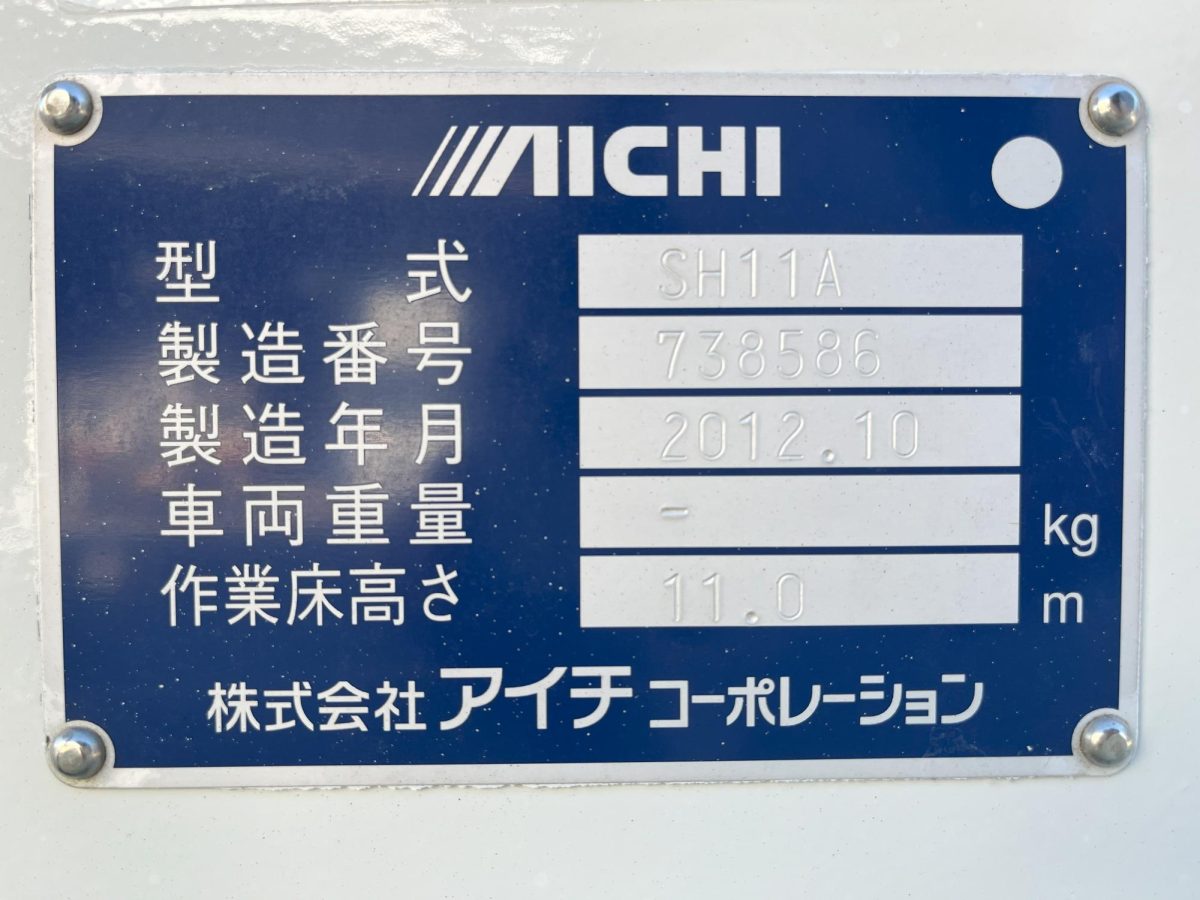 AICHI
型式 SH11A
製造番号 738586
製造年月 2012.10
車両重量 - kg
作業床高さ 11.0 m
株式会社アイチコーポレーション